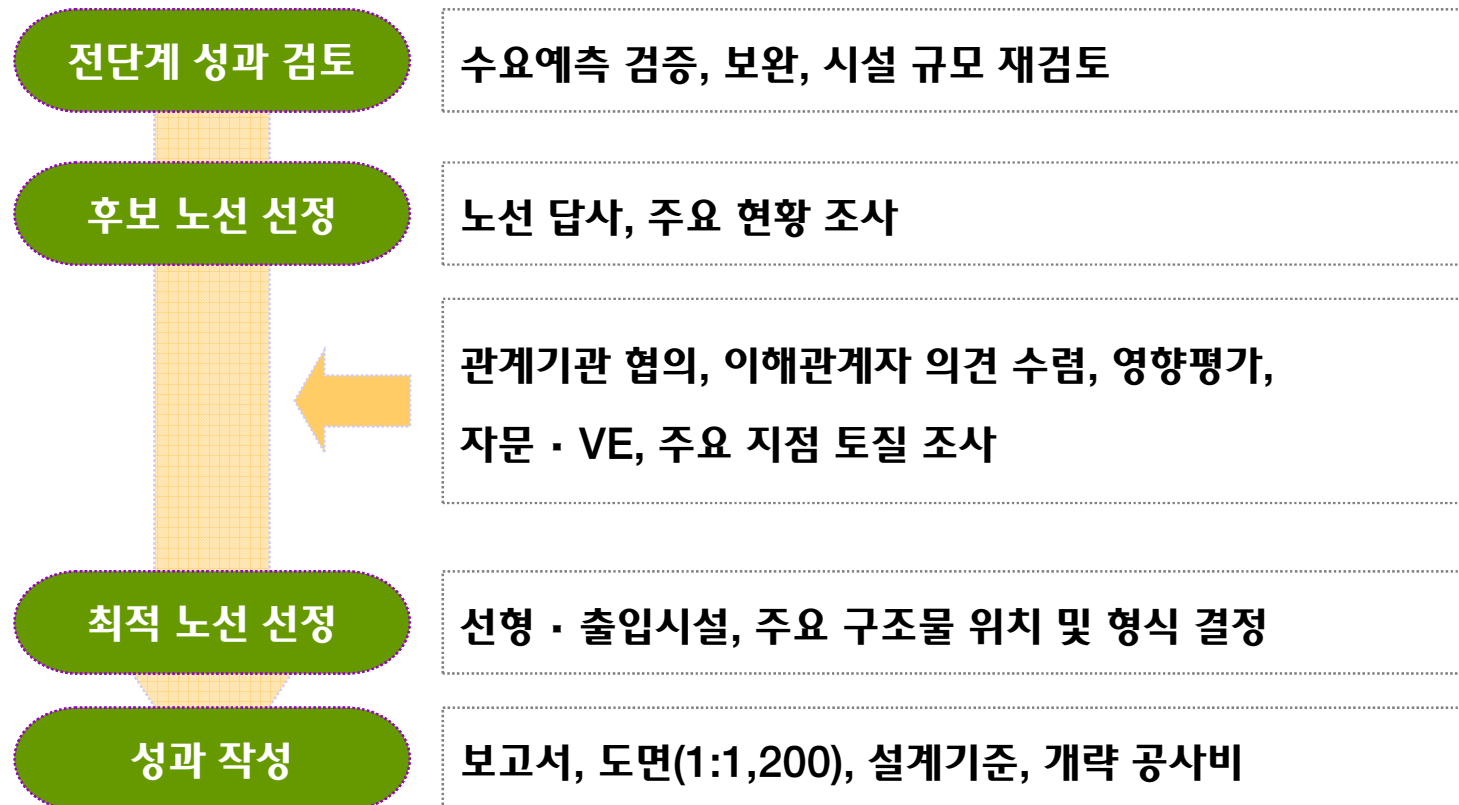 전단계 성과 검토
수요예측 검증, 보완, 시설 규모 재검토
후보 노선 선정
노선 답사, 주요 현황 조사
관계기관 협의, 이해관계자 의견 수렴, 영향평가,
자문 · VE, 주요 지점 토질 조사
최적 노선 선정
선형 · 출입시설, 주요 구조물 위치 및 형식 결정
성과 작성
보고서, 도면(1:1,200), 설계기준, 개략 공사비